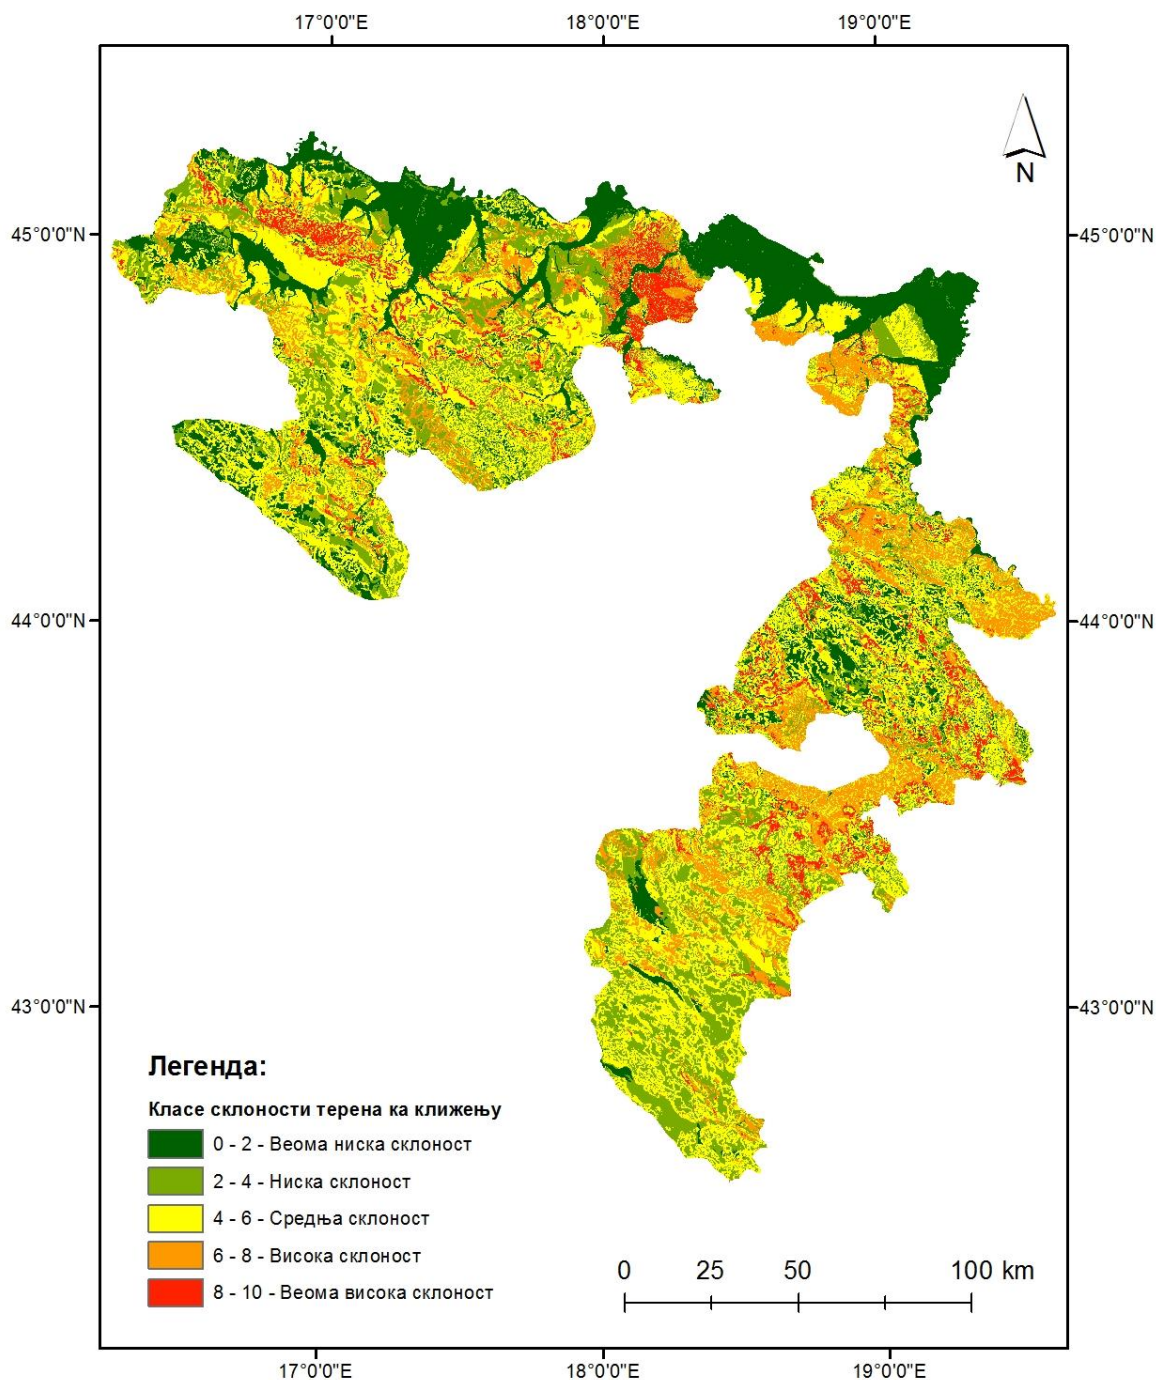 17°0'0"E 18°0'0"E 19°0'0"E
N
45°0'0"N 45°0'0"N
44°0'0"N 44°0'0"N
43°0'0"N 43°0'0"N
Легенда:
Класе склоности терена ка клижењу
0 - 2 - Веома ниска склоност
2 - 4 - Ниска склоност
4 - 6 - Средња склоност
6 - 8 - Висока склоност
8 - 10 - Веома висока склоност
0 25 50 100 km
17°0'0"E 18°0'0"E 19°0'0"E